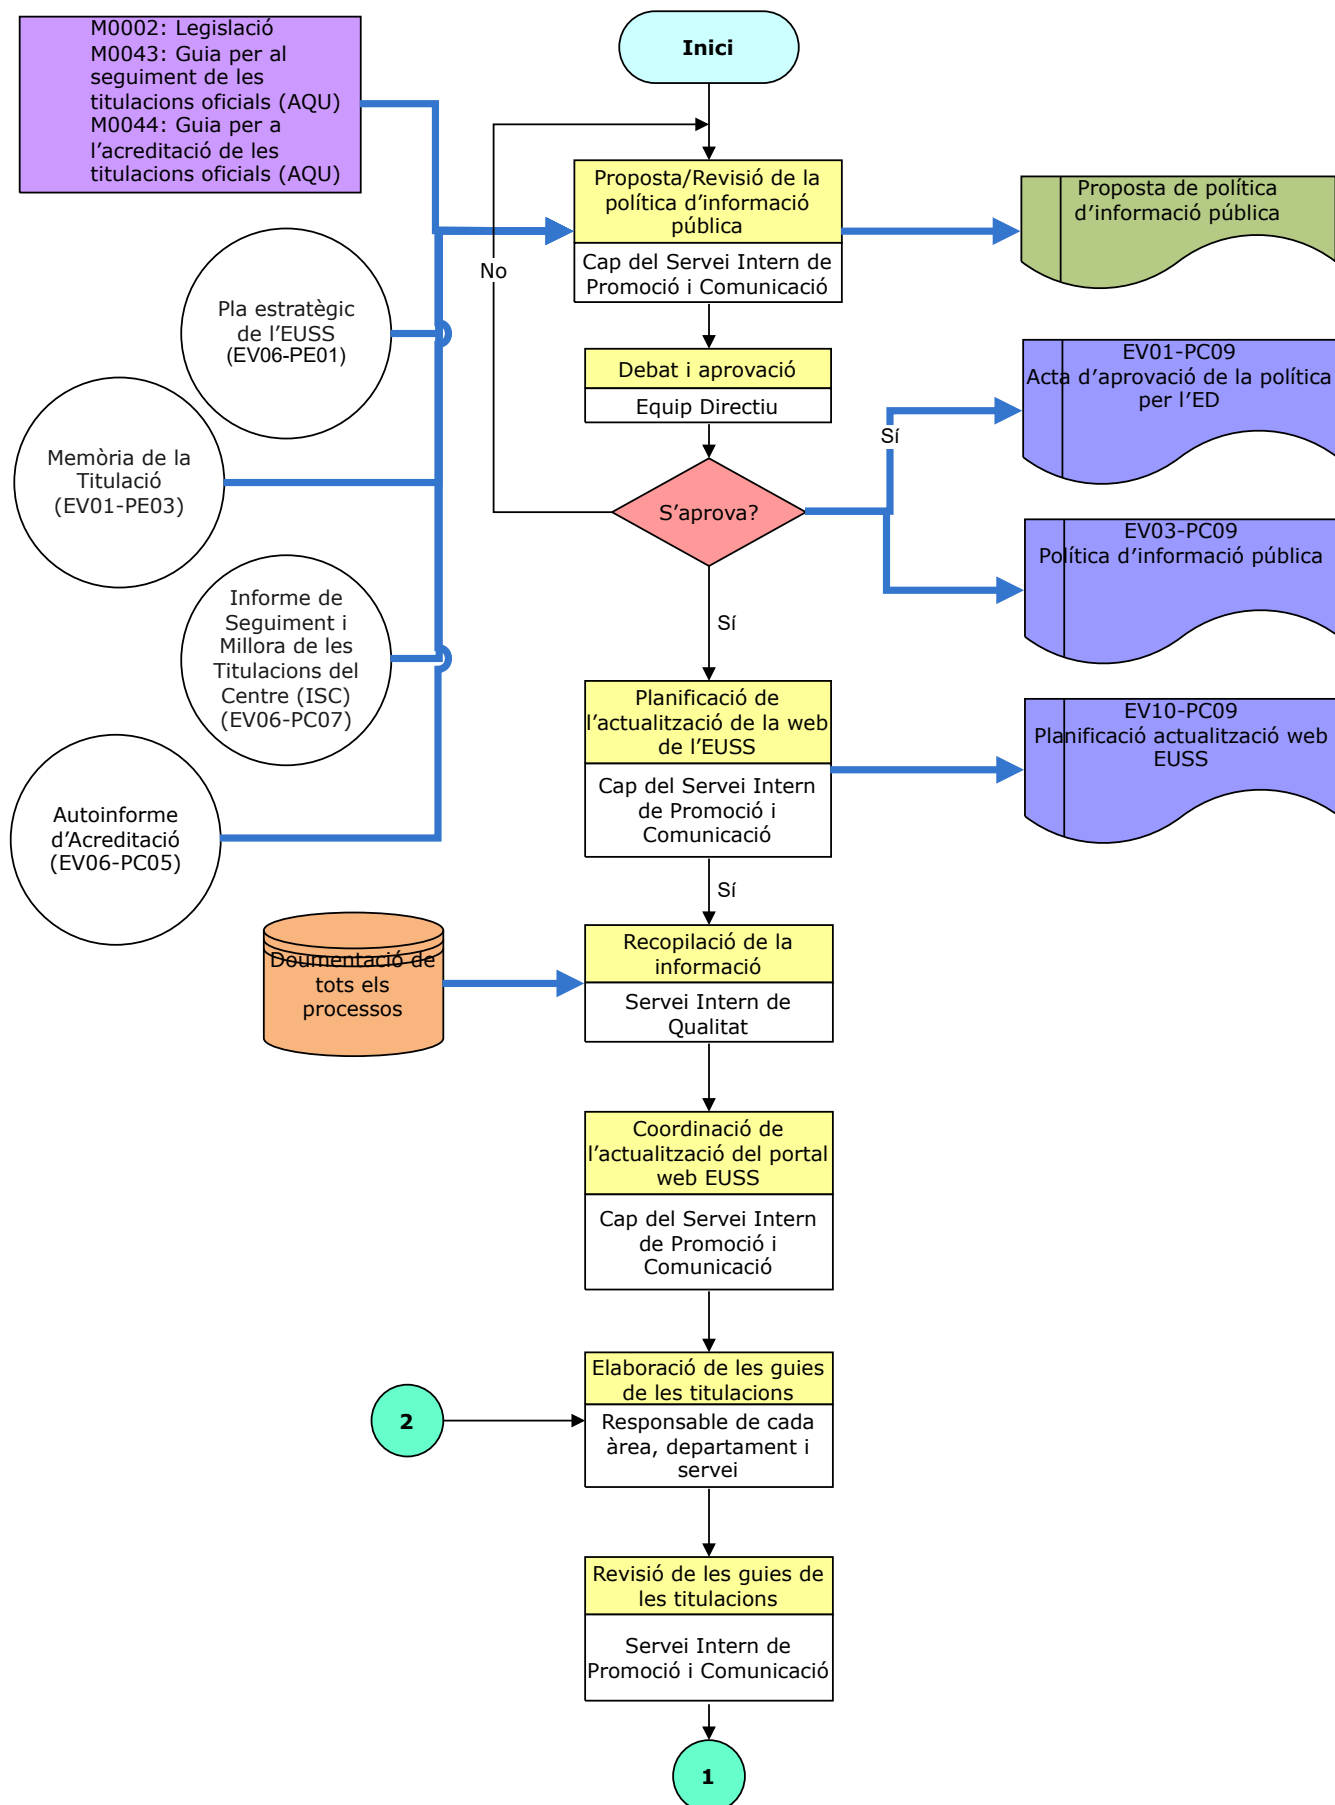 M0002: Legislació
M0043: Guia per al
seguiment de les
titulacions oficials (AQU)
M0044: Guia per a
l’acreditació de les
titulacions oficials (AQU)
Inici
Proposta/Revisió de la
política d’informació
pública
Cap del Servei Intern de
Promoció i Comunicació
Proposta de política
d’informació pública
No
Pla estratègic
de l’EUSS
(EV06-PE01)
Debat i aprovació
Equip Directiu
EV01-PC09
Acta d’aprovació de la política
per l’ED
Sí
Memòria de la
Titulació
(EV01-PE03)
S’aprova?
EV03-PC09
Política d’informació pública
Informe de
Seguiment i
Millora de les
Titulacions del
Centre (ISC)
(EV06-PC07)
Sí
Planificació de
l’actualització de la web
de l’EUSS
Cap del Servei Intern
de Promoció i
Comunicació
EV10-PC09
Planificació actualització web
EUSS
Autoinforme
d’Acreditació
(EV06-PC05)
Sí
Doumentació de
tots els
processos
Recopilació de la
informació
Servei Intern de
Qualitat
Coordinació de
l’actualització del portal
web EUSS
Cap del Servei Intern
de Promoció i
Comunicació
Elaboració de les guies
de les titulacions
Responsable de cada
àrea, departament i
servei
2
Revisió de les guies de
les titulacions
Servei Intern de
Promoció i Comunicació
1